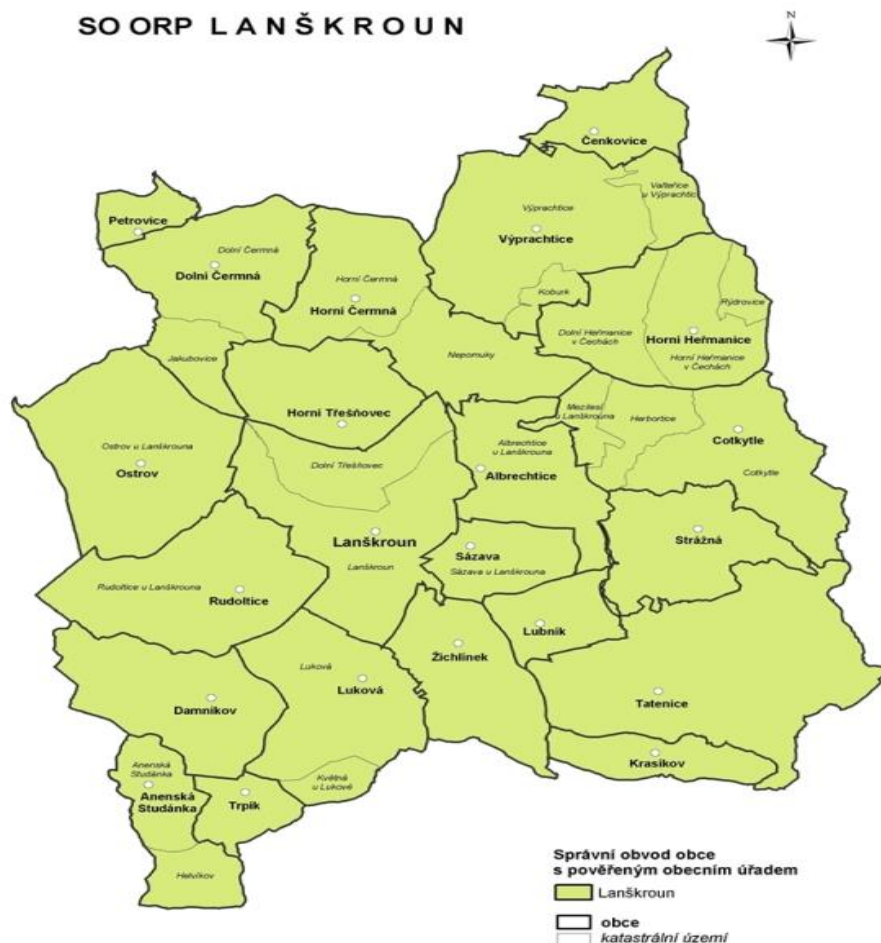 SO ORP LANŠKROUN
N
Čenkovice
Valteřice
u Výprachtic
Výprachtice
Výprachtice
Petrovice
Dolní Čermná
Dolní Čermná
Horní Čermná
Horní Čermná
Koburk
Rýdrovice
Dolní Heřmanice
v Čechách
Horní Heřmanice
Horní Heřmanice
v Čechách
Jakubovice
Nepomuky
Horní Třešňovec
Mezilesí
u Lanškrouna
Herbortice
Cotkytle
Cotkytle
Ostrov u Lanškrouna
Ostrov
Dolní Třešňovec
Albrechtice
u Lanškrouna
Albrechtice
Lanškroun
Lanškroun
Sázava
Sázava u Lanškrouna
Strážná
Rudoltice u Lanškrouna
Rudoltice
Lubník
Žichlínek
Luková
Luková
Damníkov
Tatenice
Krasíkov
Anenská
Studánka
Anenská
Studánka
Trpík
Květná
u Lukové
Helvíkov
Správní obvod obce
s pověřeným obecním úřadem
Lanškroun
obce
katastrální území